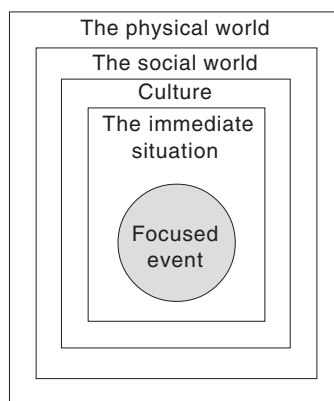 The physical world
The social world
Culture
The immediate
situation
Focused
event